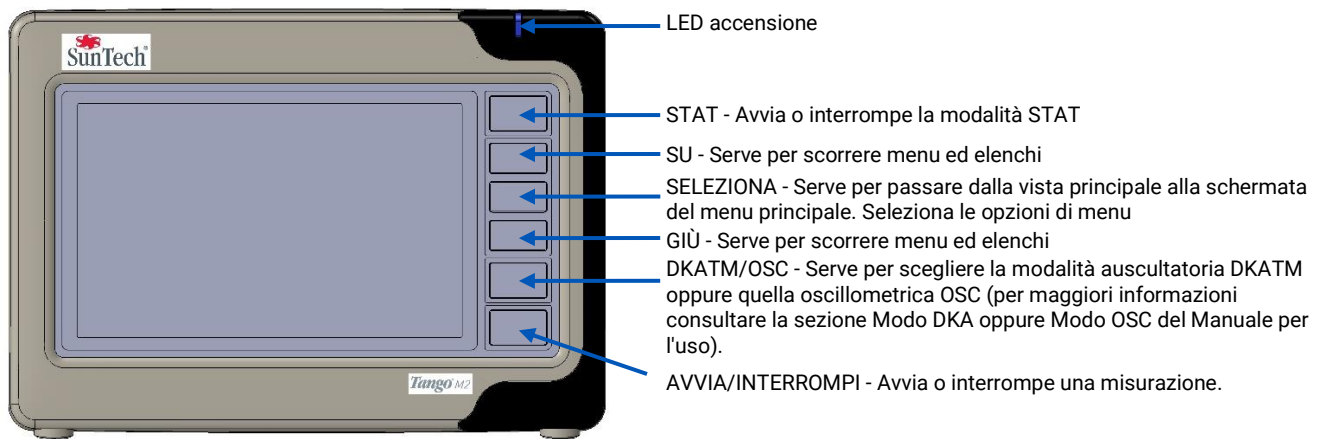 LED accensione
SunTech®
STAT - Avvia o interrompe la modalità STAT
SU - Serve per scorrere menu ed elenchi
SELEZIONA - Serve per passare dalla vista principale alla schermata
del menu principale. Seleziona le opzioni di menu
GIÙ - Serve per scorrere menu ed elenchi
DKATM/OSC - Serve per scegliere la modalità auscultatoria DKATM
oppure quella oscillometrica OSC (per maggiori informazioni
consultare la sezione Modo DKA oppure Modo OSC del Manuale per
l'uso).
AVVIA/INTERROMPI - Avvia o interrompe una misurazione.
Tango M2